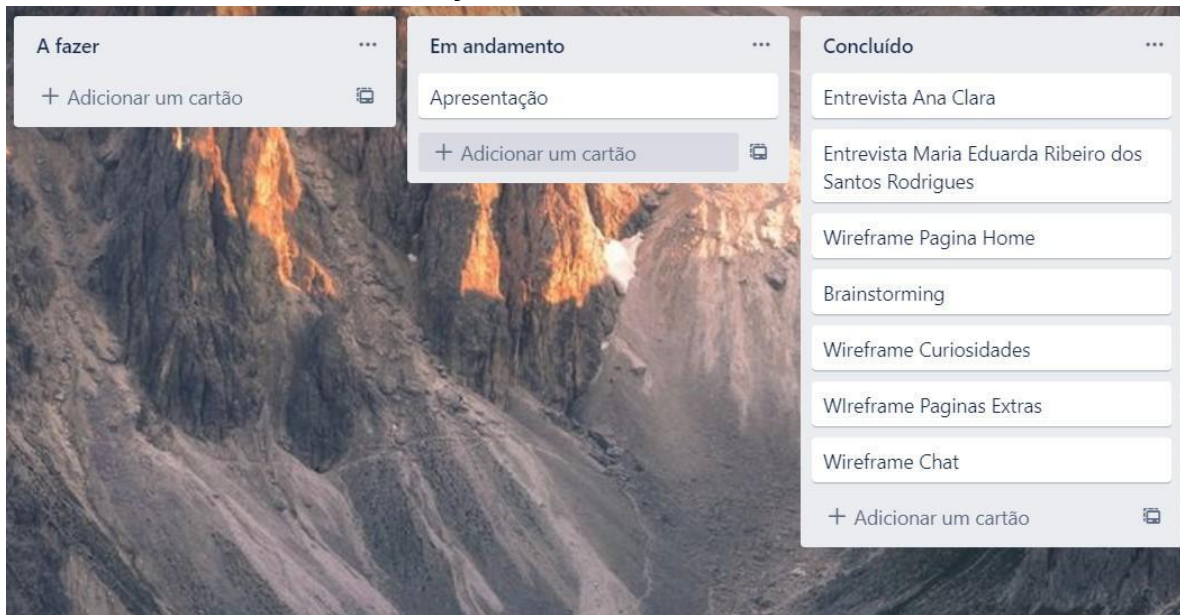 A fazer
+ Adicionar um cartão
Em andamento
Apresentação
+ Adicionar um cartão
Concluído
Entrevista Ana Clara
Entrevista Maria Eduarda Ribeiro dos
Santos Rodrigues
Wireframe Pagina Home
Brainstorming
Wireframe Curiosidades
WIreframe Paginas Extras
Wireframe Chat
+ Adicionar um cartão